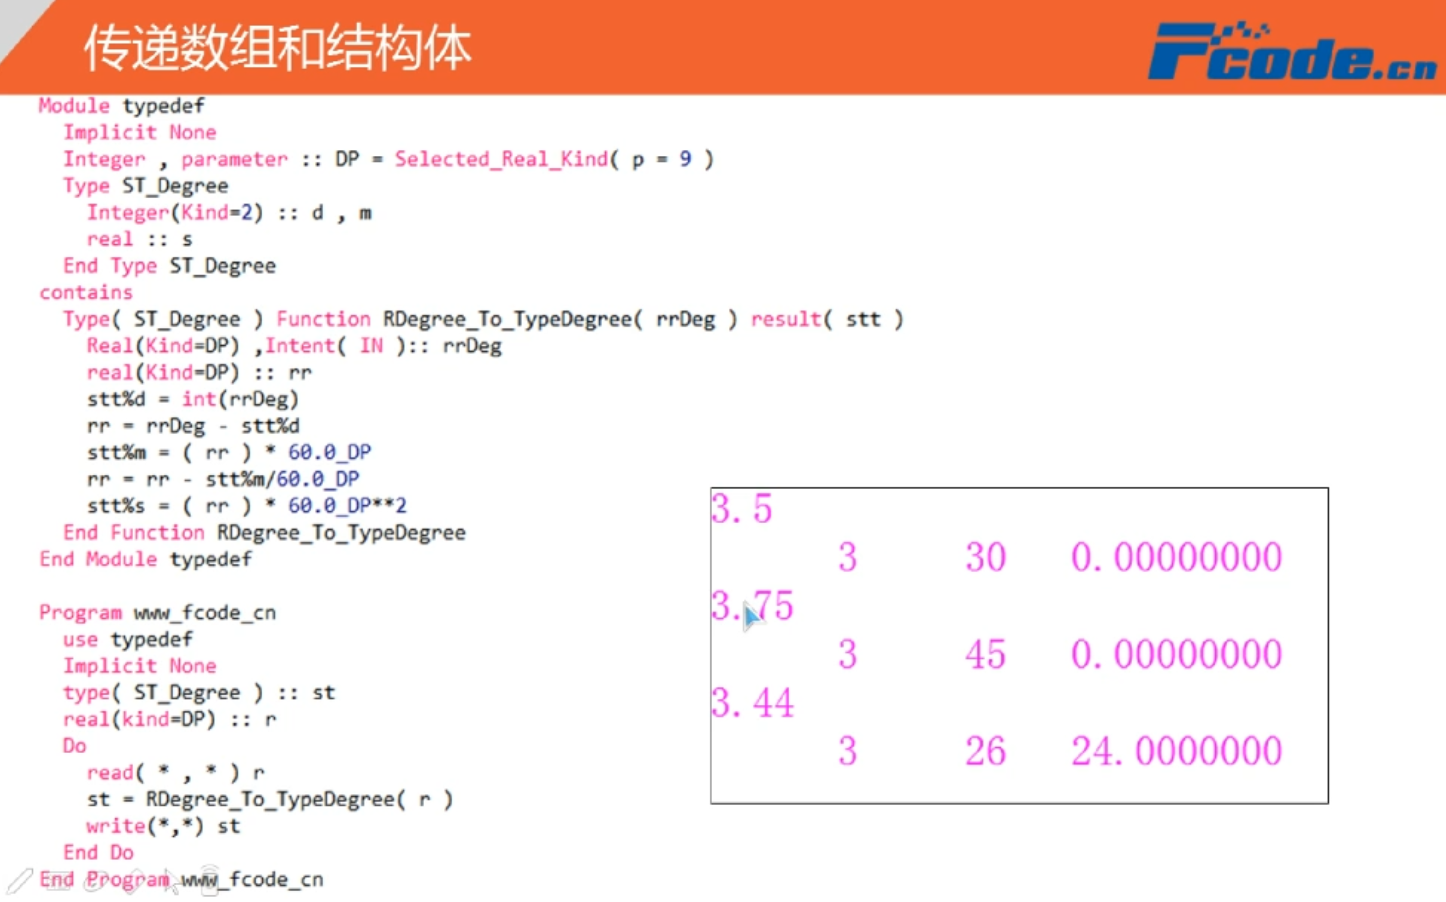 传递数组和结构体
Fcode.cn
Module typedef
Implicit None
Integer , parameter :: DP = Selected_Real_Kind( p = 9 )
Type ST_Degree
Integer(Kind=2) :: d , m
real :: s
End Type ST_Degree
contains
Type( ST_Degree ) Function RDegree_To_TypeDegree( rrDeg ) result( stt )
Real(Kind=DP) ,Intent( IN ):: rrDeg
real(Kind=DP) :: rr
stt%d = int(rrDeg)
rr = rrDeg - stt%d
stt%m = ( rr ) * 60.0_DP
rr = rr - stt%m/60.0_DP
stt%s = ( rr ) * 60.0_DP**2
End Function RDegree_To_TypeDegree
End Module typedef
Program www_fcode_cn
use typedef
Implicit None
type( ST_Degree ) :: st
real(kind=DP) :: r
Do
read( * , * ) r
st = RDegree_To_TypeDegree( r )
write(*,*) st
End Do
End Program www_fcode_cn
3.5
3 30 0.00000000
3.75
3 45 0.00000000
3.44
3 26 24.0000000